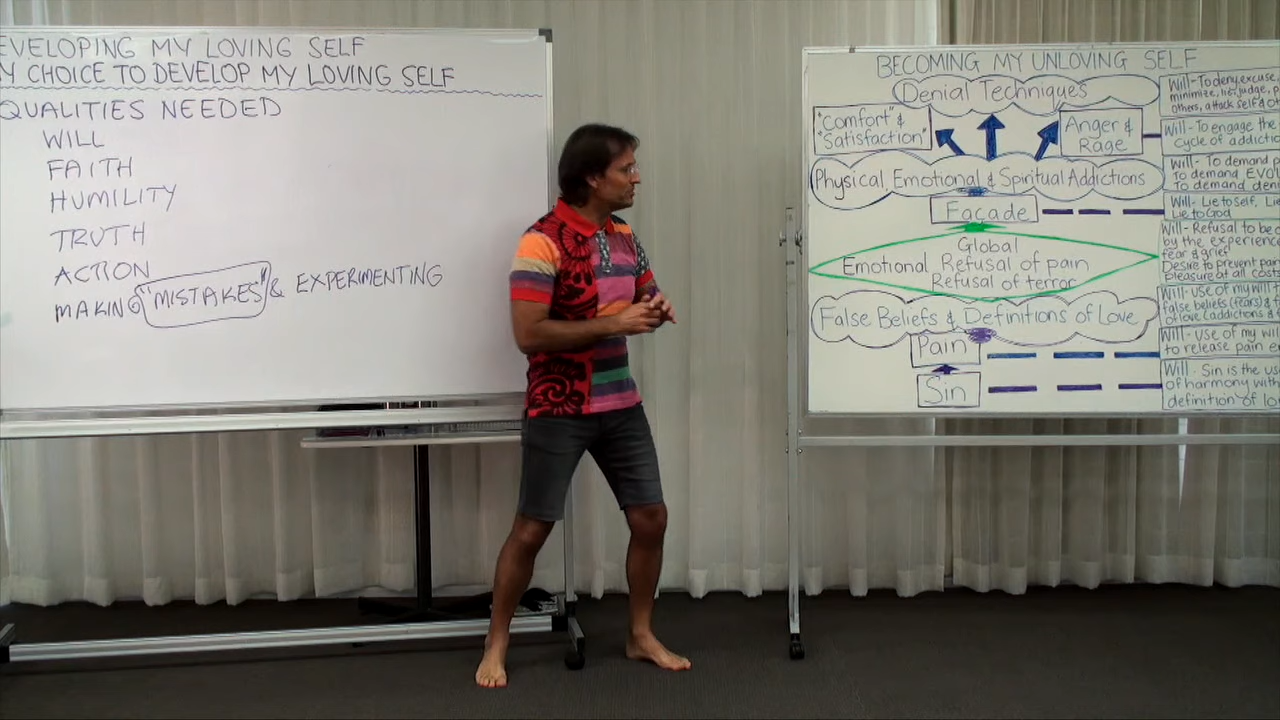 EVELOPING MY LOVING SELF
Y CHOICE TO DEVELOP MY LOVING SELF
QUALITIES NEEDED
WILL
FAITH
HUMILITY
TRUTH
ACTION
MAKING "MISTAKES" & EXPERIMENTING
BECOMING MY UNLOVING SELF
Denial Techniques
"Comfort" &
"Satisfaction"
Anger &
Rage
Physical Emotional & Spiritual Addictions
Façade
Global
Emotional Refusal of pain
Refusal of terror
False Beliefs & Definitions of Love
Pain
Sin
Will - To deny, excuse
minimize, lie, judge, p
others, attack self & o
Will - To engage the
cycle of addictio
Will - To demand p
To demand EVOL
To demand den
Will - Lie to Self, Lie
Lie to God
Will - Refusal to be o
by the experienc
fear & grief
Desire to prevent pain
Pleasure at all cost
Will - use of my will
false beliefs (fears) & f
of love (addictions &
Will - use of my wil
to release pain e
Will - Sin is the us
of harmony with
definition of lo